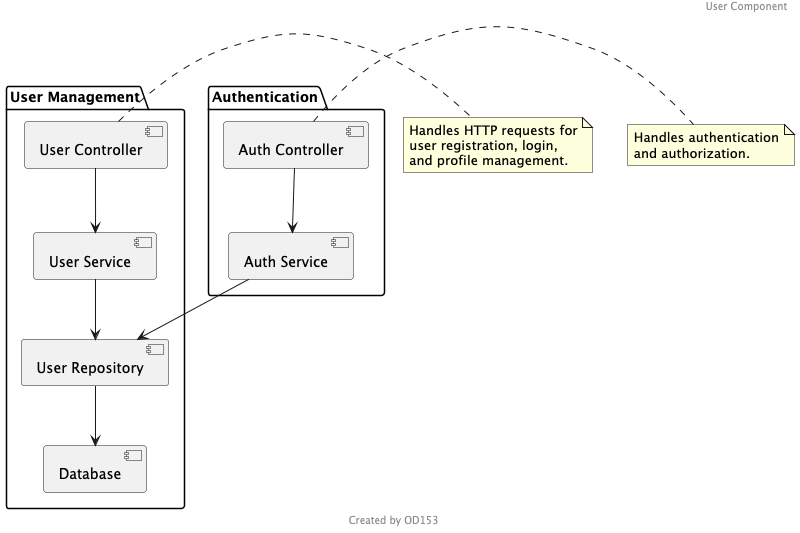 User Component
User Management
Authentication
User Controller
Auth Controller
Handles HTTP requests for
user registration, login,
and profile management.
Handles authentication
and authorization.
User Service
Auth Service
User Repository
Database
Created by OD153